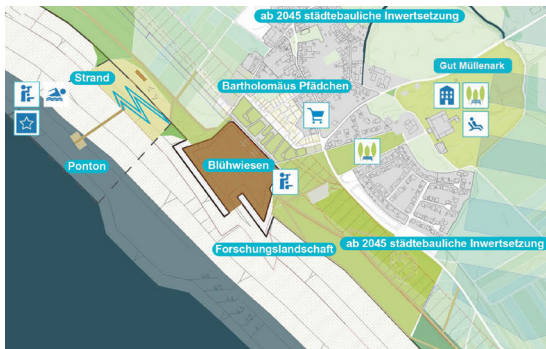 ab 2045 städtebauliche Inwertsetzung
Gut Müllenark
Strand
Bartholomäus Pfädchen
Ponton
Blühwiesen
Forschungslandschaft
ab 2045 städtebauliche Inwertsetzung